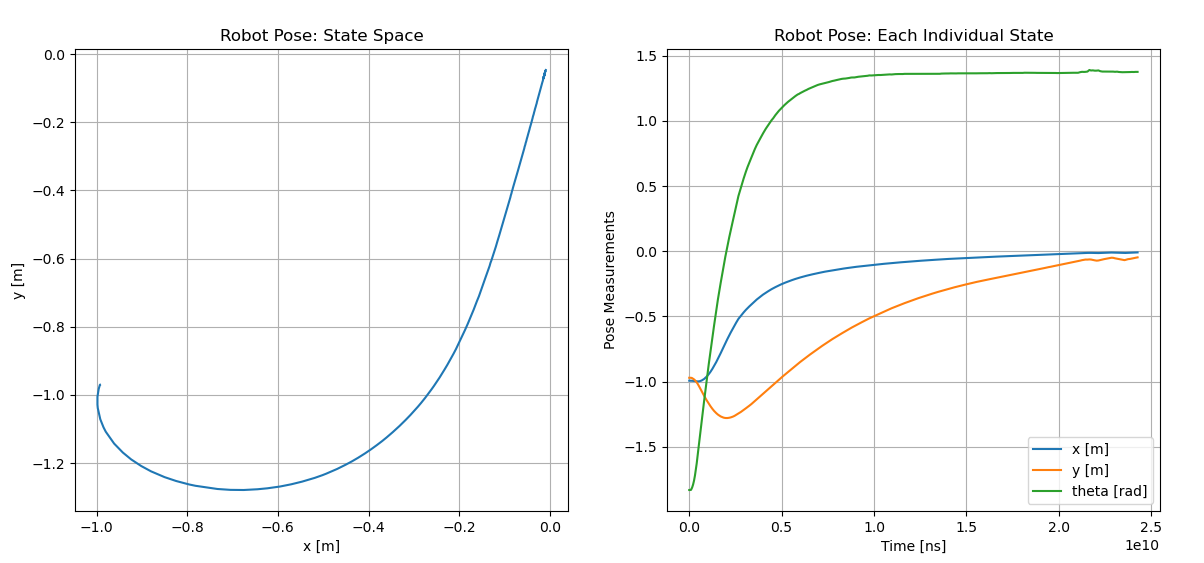 Robot Pose: State Space
0.0
−0.2
−0.4
−0.6
−0.8
−1.0
−1.2
y [m]
−1.0
−0.8
−0.6
−0.4
−0.2
0.0
x [m]
Robot Pose: Each Individual State
1.5
1.0
0.5
0.0
−0.5
−1.0
−1.5
Pose Measurements
x [m]
y [m]
theta [rad]
0.0
0.5
1.0
1.5
2.0
2.5
1e10
Time [ns]